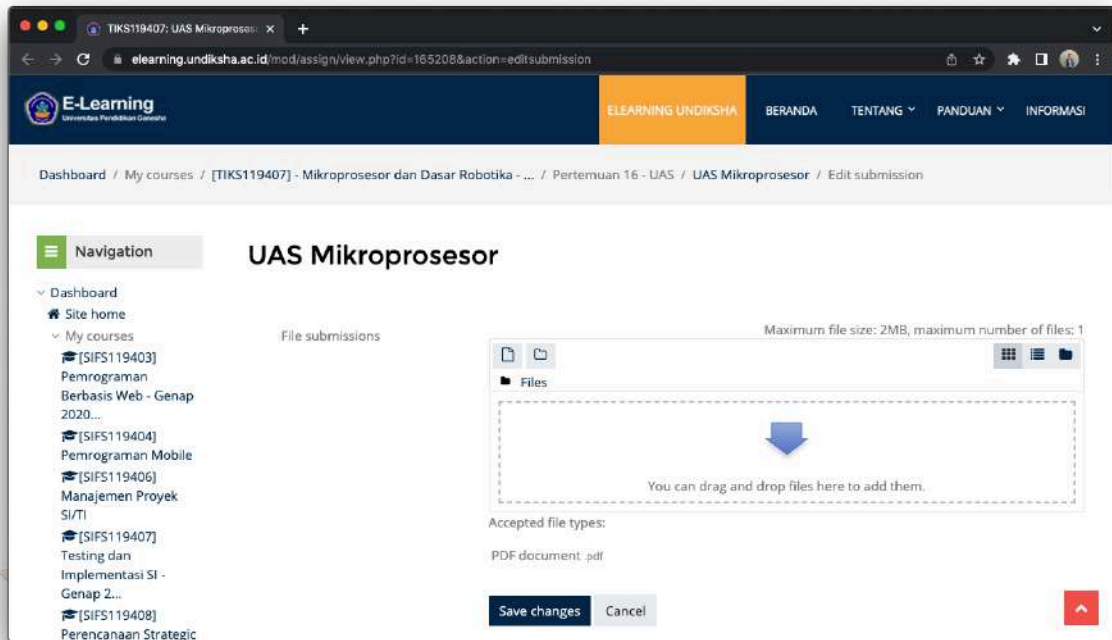 TIKS119407: UAS Mikroproses
elearning.undiksha.ac.id/mod/assign/view.php?id=165208&action=editsubmission
E-Learning
Universitas Pendidikan Ganesha
ELEARNING UNDIKSHA
BERANDA
TENTANG
PANDUAN
INFORMASI
Dashboard / My courses / [TIKS119407] - Mikroprosesor dan Dasar Robotika - ... / Pertemuan 16 - UAS / UAS Mikroprosesor / Edit submission
Navigation
Dashboard
Site home
My courses
[SIFS119403]
Pemrograman
Berbasis Web - Genap
2020...
[SIFS119404]
Pemrograman Mobile
[SIFS119406]
Manajemen Proyek
SI/TI
[SIFS119407]
Testing dan
Implementasi SI -
Genap 2...
[SIFS119408]
Perencanaan Strategic
UAS Mikroprosesor
File submissions
Maximum file size: 2MB, maximum number of files: 1
Files
You can drag and drop files here to add them.
Accepted file types:
PDF document .pdf
Save changes
Cancel